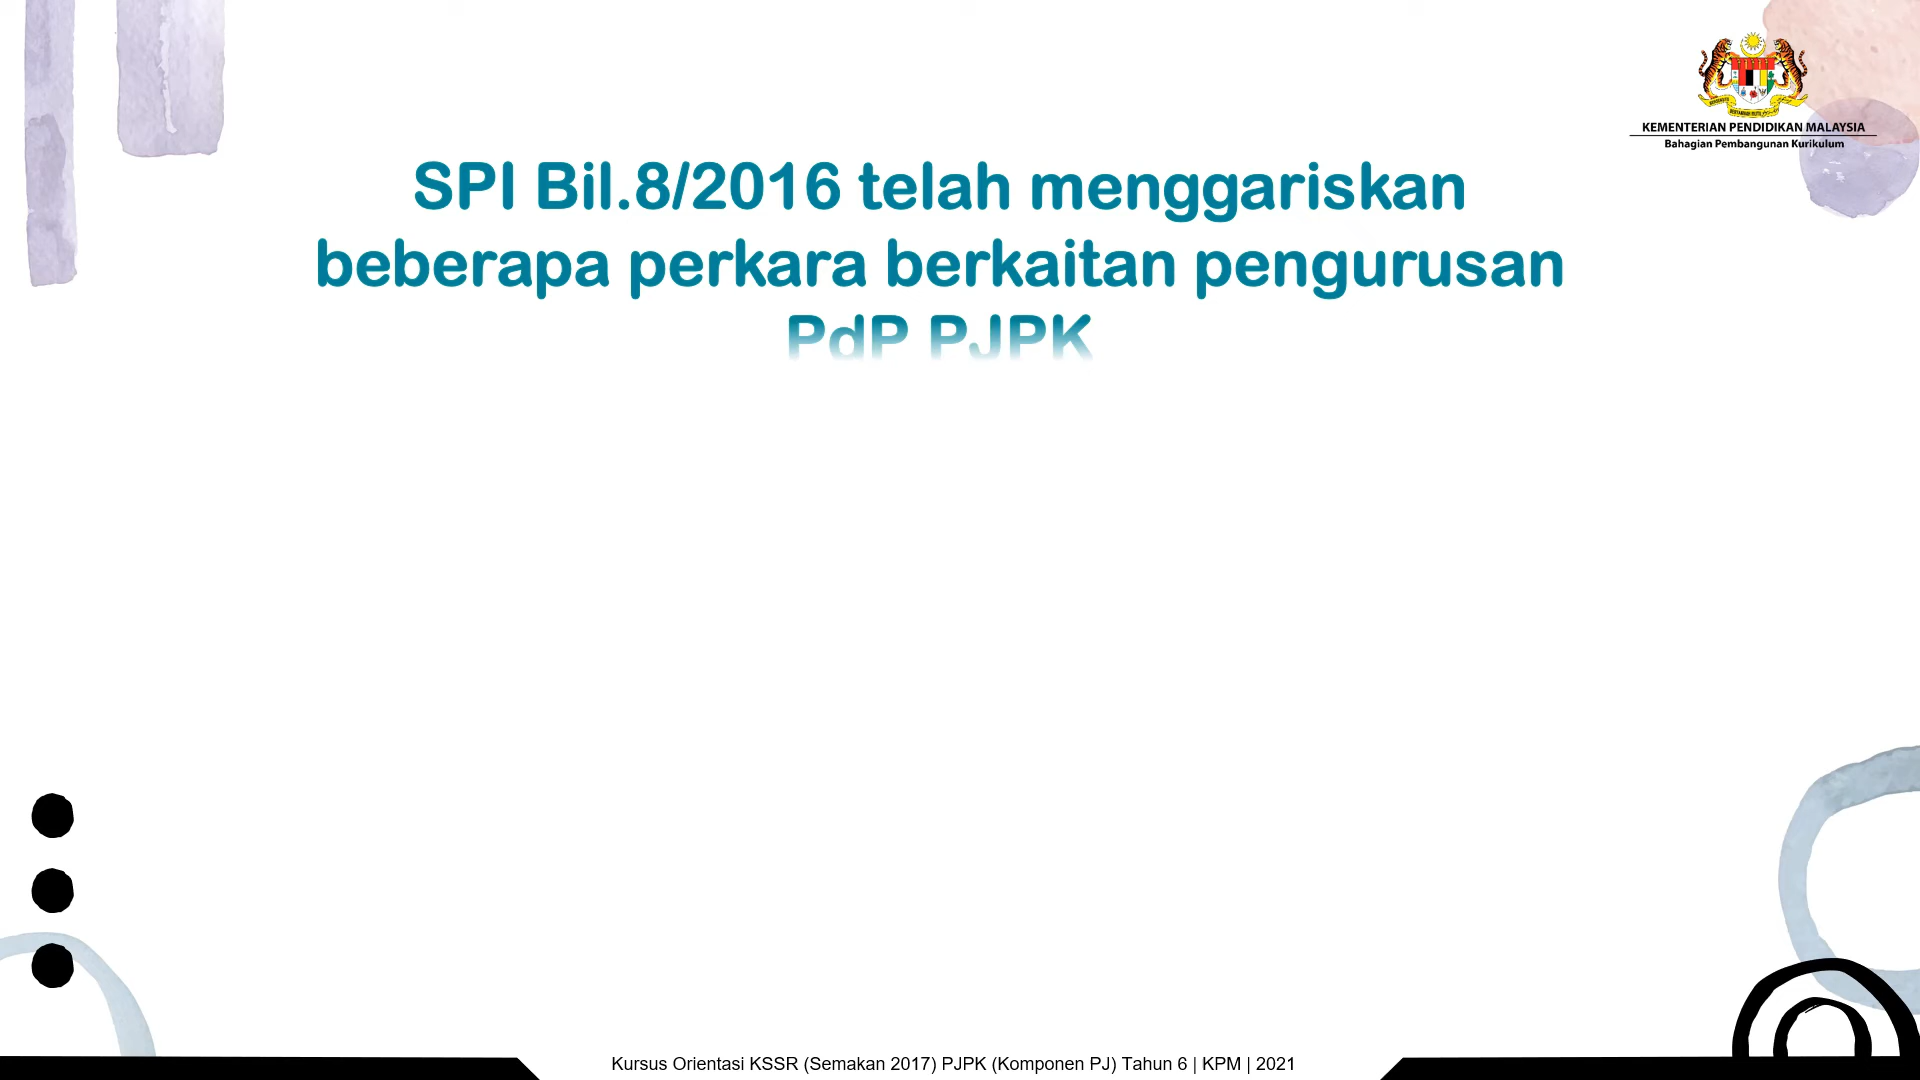 KEMENTERIAN PENDIDIKAN MALAYSIA
Bahagian Pembangunan Kurikulum
SPI Bil.8/2016 telah menggariskan
beberapa perkara berkaitan pengurusan
PdP PJPK
Kursus Orientasi KSSR (Semakan 2017) PJPK (Komponen PJ) Tahun 6 | KPM | 2021